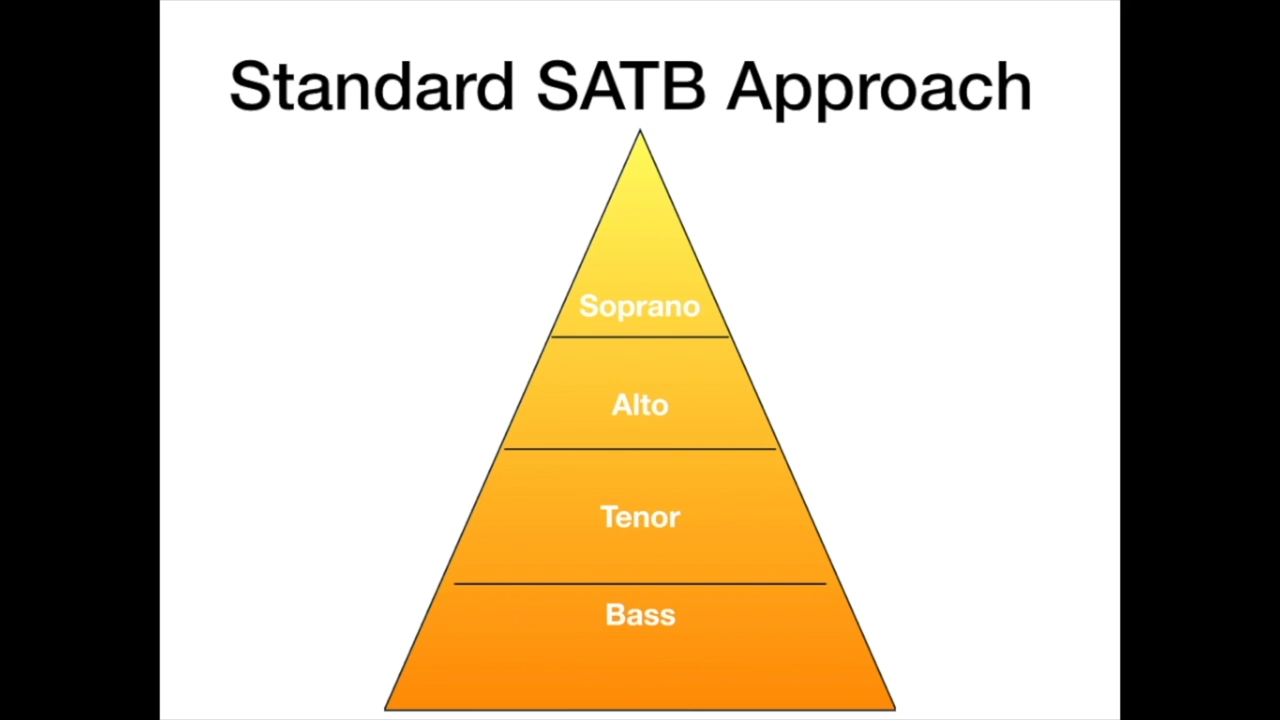 Standard SATB Approach
Soprano
Alto
Tenor
Bass